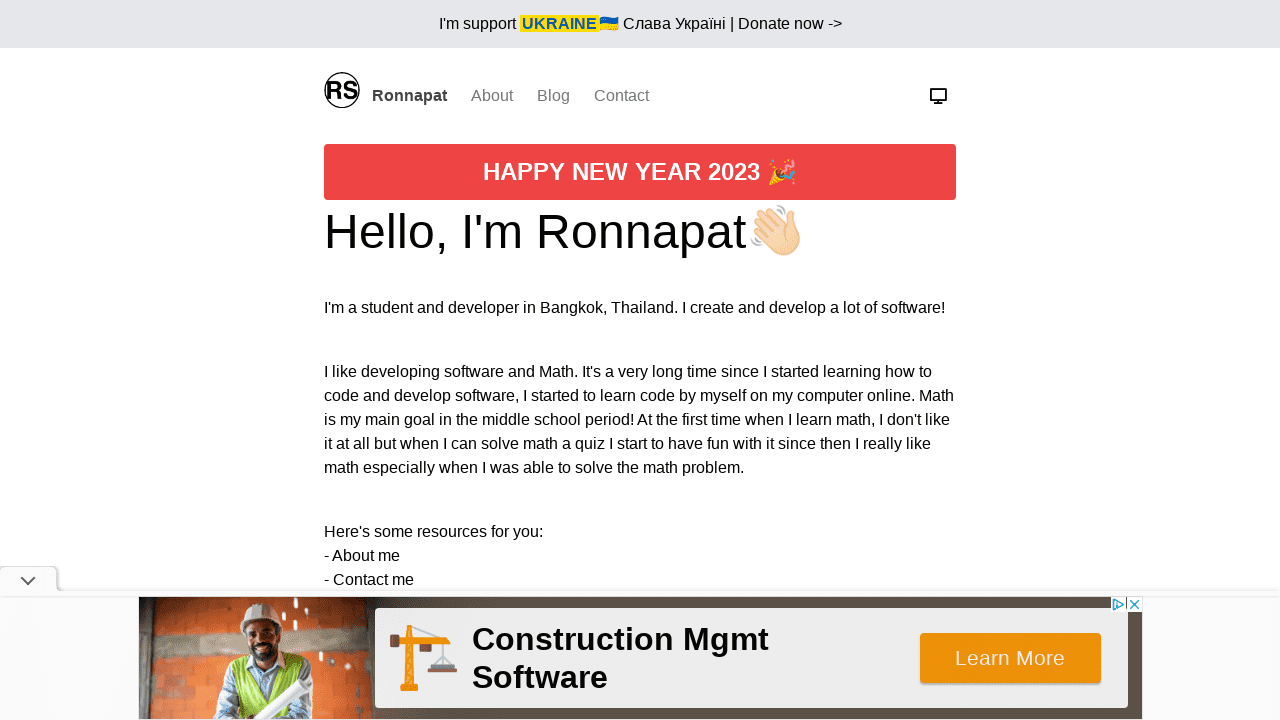 I'm support UKRAINE🇺🇦 Слава Україні | Donate now ->
RS Ronnapat About Blog Contact
HAPPY NEW YEAR 2023 🎉
Hello, I'm Ronnapat👋🏻
I'm a student and developer in Bangkok, Thailand. I create and develop a lot of software!
I like developing software and Math. It's a very long time since I started learning how to
code and develop software, I started to learn code by myself on my computer online. Math
is my main goal in the middle school period! At the first time when I learn math, I don't like
it at all but when I can solve math a quiz I start to have fun with it since then I really like
math especially when I was able to solve the math problem.
Here's some resources for you:
- About me
- Contact me
Construction Mgmt
Software
Learn More